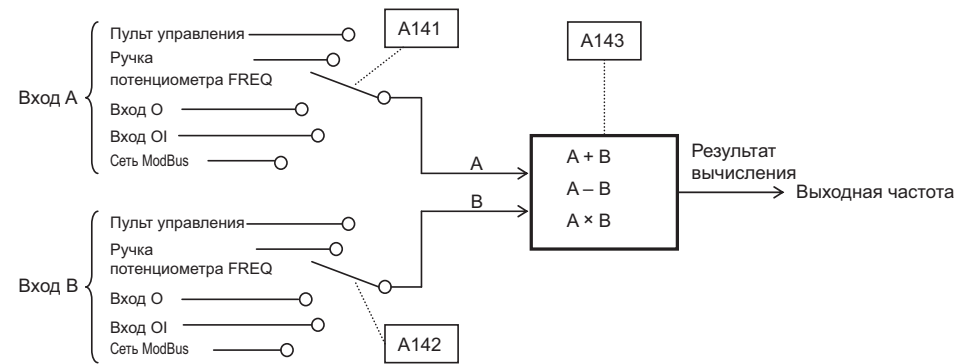 Пульт управления
Ручка
потенциометра FREQ
Вход A
Вход O
Вход OI
Сеть ModBus
A141
A143
A
B
A + B
A – B
A × B
Результат
вычисления
Выходная частота
Пульт управления
Ручка
потенциометра FREQ
Вход B
Вход O
Вход OI
Сеть ModBus
A142